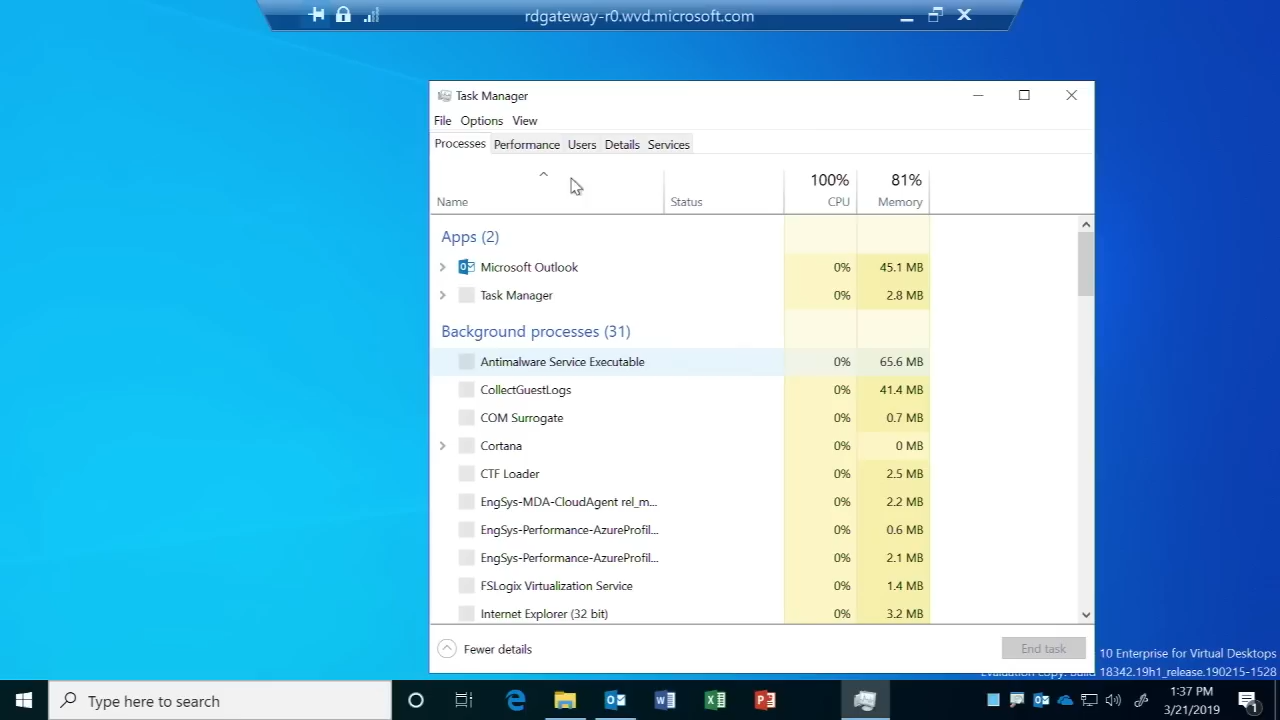 rdgateway-r0.wvd.microsoft.com
Task Manager
File Options View
Processes Performance Users Details Services
100% 81%
Name Status CPU Memory
Apps (2)
Microsoft Outlook 0% 45.1 MB
Task Manager 0% 2.8 MB
Background processes (31)
Antimalware Service Executable 0% 65.6 MB
CollectGuestLogs 0% 41.4 MB
COM Surrogate 0% 0.7 MB
Cortana 0% 0 MB
CTF Loader 0% 2.5 MB
EngSys-MDA-CloudAgent rel_m... 0% 2.2 MB
EngSys-Performance-AzureProfil... 0% 0.6 MB
EngSys-Performance-AzureProfil... 0% 2.1 MB
FSLogix Virtualization Service 0% 1.4 MB
Internet Explorer (32 bit) 0% 3.2 MB
Fewer details End task
10 Enterprise for Virtual Desktops
Evaluation copy. Build 18342.19h1_release.190215-1528
Type here to search
1:37 PM
3/21/2019
1